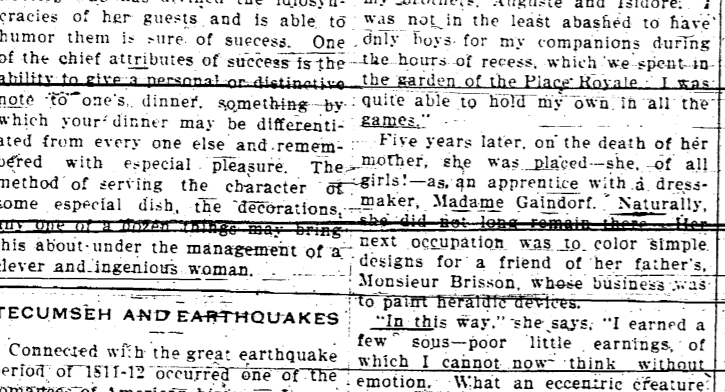 cracies of her guests and is able to
humor them is sure of success. One
of the chief attributes of success is the
ability to give a personal or distinctive
note to one's dinner, something by
which your dinner may be differenti-
ated from every one else and remem-
bered with especial pleasure. The
method of serving the character of
some especial dish, the decorations,
any one of a dozen things may bring
this about under the management of a
clever and ingenious woman.
TECUMSEH AND EARTHQUAKES
Connected with the great earthquake
period of 1811-12 occurred one of the
my brothers, Auguste and Isidore. I
was not in the least abashed to have
only boys for my companions during
the hours of recess, which we spent in
the garden of the Place Royale. I was
quite able to hold my own in all the
games."
Five years later, on the death of her
mother, she was placed—she, of all
girls!—as an apprentice with a dress-
maker, Madame Gaindorf. Naturally,
she did not long remain there. Her
next occupation was to color simple
designs for a friend of her father's,
Monsieur Brisson, whose business was
to paint heraldic devices.
"In this way," she says, "I earned a
few sous—poor little earnings, of
which I cannot now think without
emotion. What an eccentric creature